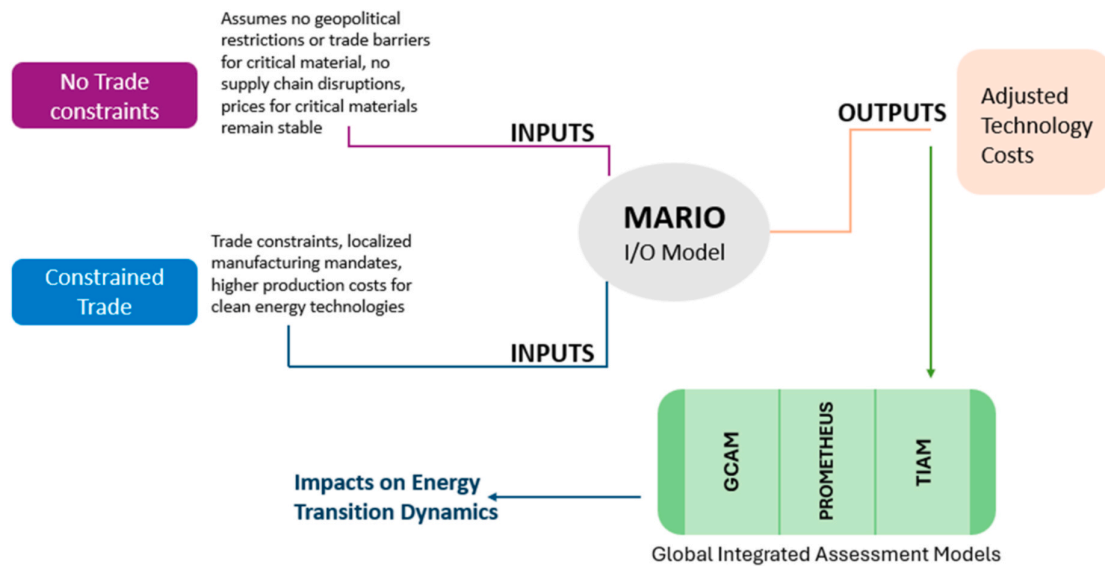 No Trade
constraints
Assumes no geopolitical
restrictions or trade barriers
for critical material, no
supply chain disruptions,
prices for critical materials
remain stable
INPUTS
Constrained
Trade
Trade constraints, localized
manufacturing mandates,
higher production costs for
clean energy technologies
INPUTS
MARIO
I/O Model
OUTPUTS
Adjusted
Technology
Costs
GCAM
PROMETHEUS
TIAM
Global Integrated Assessment Models
Impacts on Energy
Transition Dynamics